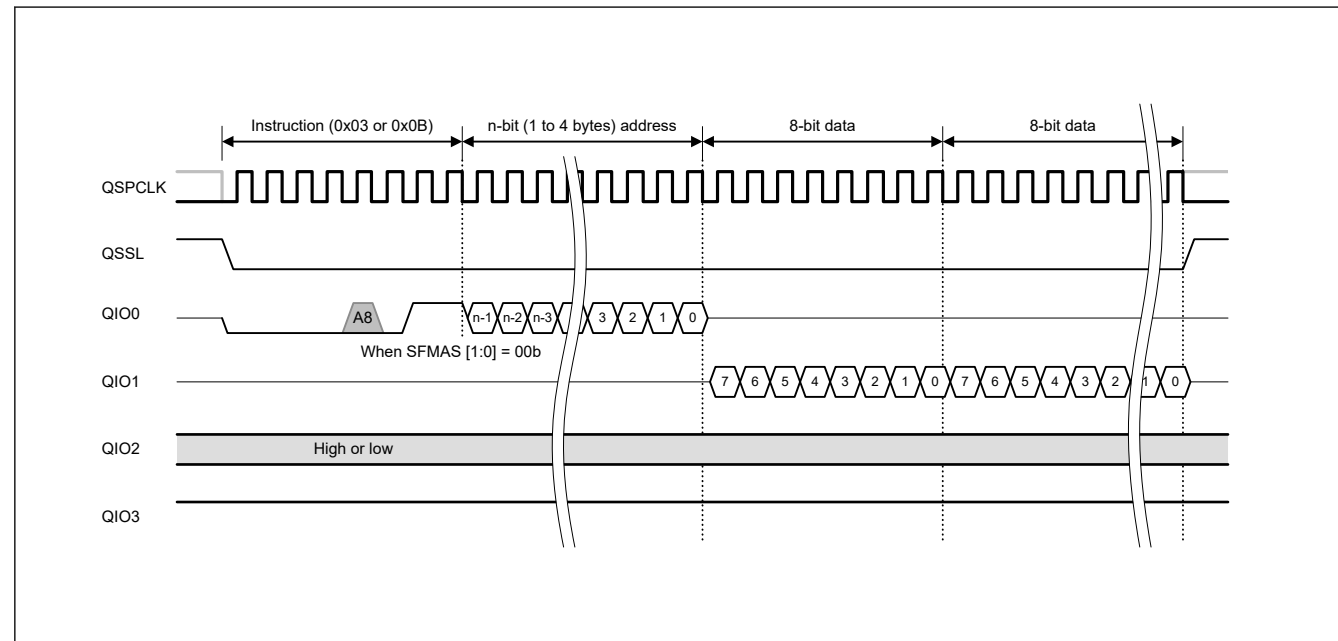 Instruction (0x03 or 0x0B) n-bit (1 to 4 bytes) address 8-bit data 8-bit data
QSPCLK
QSSL
QIO0 A8 n-1 n-2 n-3 3 2 1 0
When SFMAS [1:0] = 00b
QIO1 7 6 5 4 3 2 1 0 7 6 5 4 3 2 1 0
QIO2 High or low
QIO3